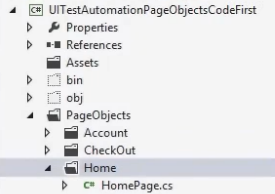 C# UITestAutomationPageObjectsCodeFirst
Properties
References
Assets
bin
obj
PageObjects
Account
CheckOut
Home
C# HomePage.cs